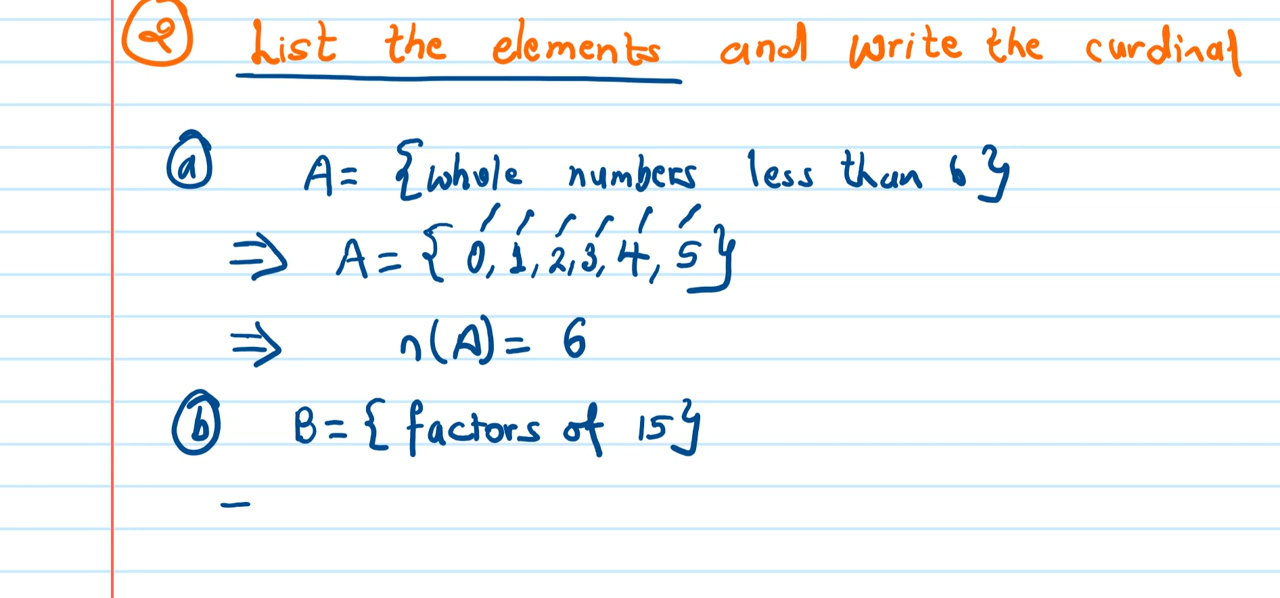 2 List the elements and write the curdinal
a A = {whole numbers less than 6}
⇒ A = { 0, 1, 2, 3, 4, 5}
⇒ n(A) = 6
b B = { factors of 15}